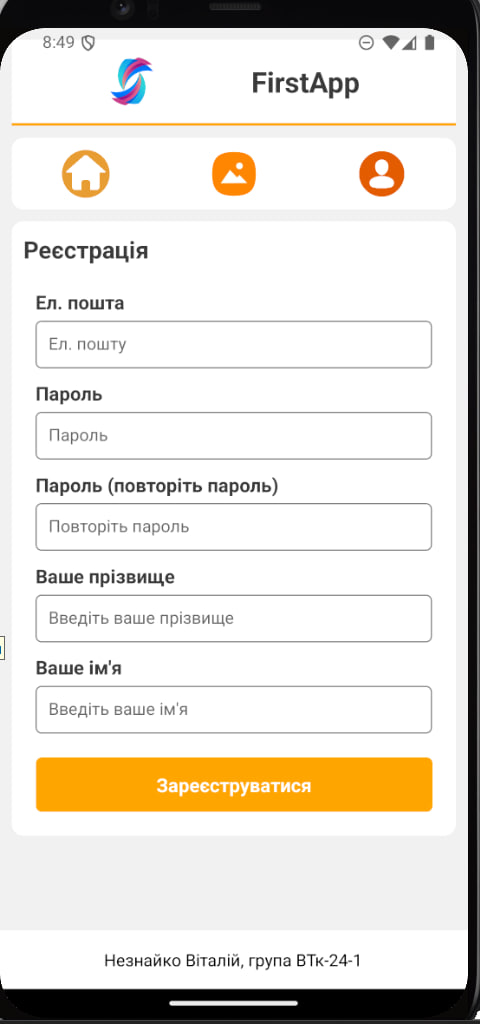 8:49
FirstApp
Реєстрація
Ел. пошта
Ел. пошту
Пароль
Пароль
Пароль (повторіть пароль)
Повторіть пароль
Ваше прізвище
Введіть ваше прізвище
Ваше ім'я
Введіть ваше ім'я
Зареєструватися
Незнайко Віталій, група ВТк-24-1